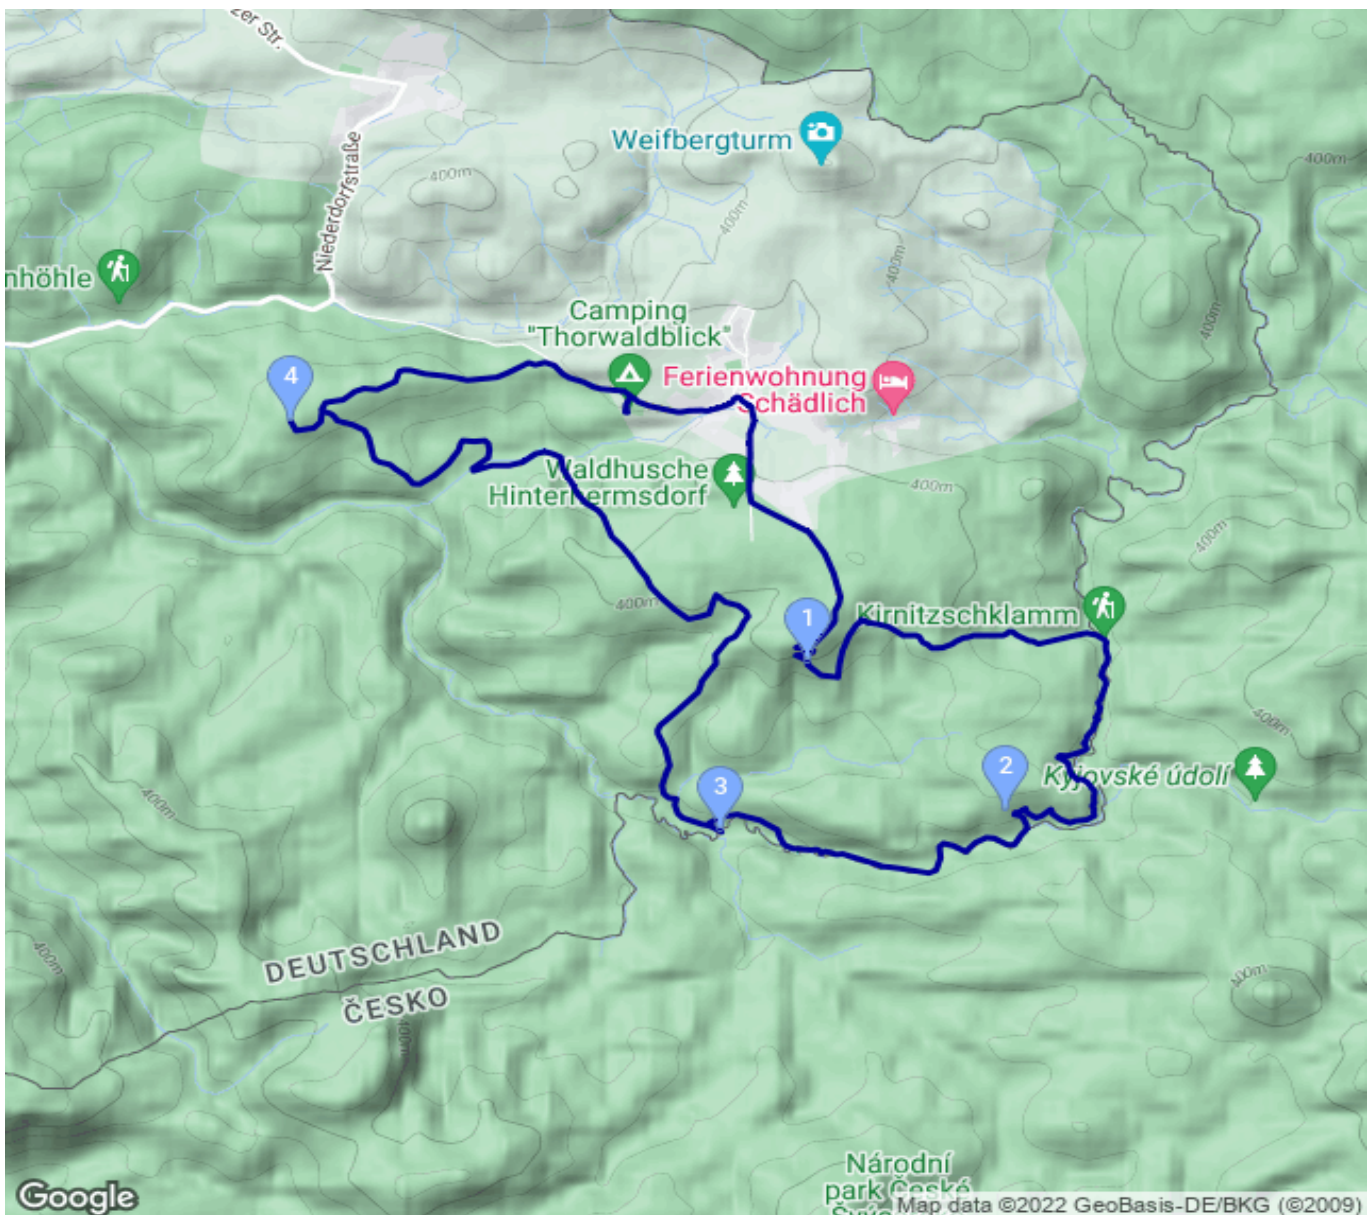 zer Str.
Niederdorfstraße
Weifbergturm
400m
400m
400m
400m
400m
nhöhle
Camping
"Thorwaldblick"
4
Ferienwohnung
Schädlich
Waldhusche
Hinterhermsdorf
400m
400m
400m
1
Kirnitzschklamm
400m
2
3
Kyjovské údolí
400m
DEUTSCHLAND
ČESKO
400m
400m
400m
Národní
park České
Google
Map data ©2022 GeoBasis-DE/BKG (©2009)